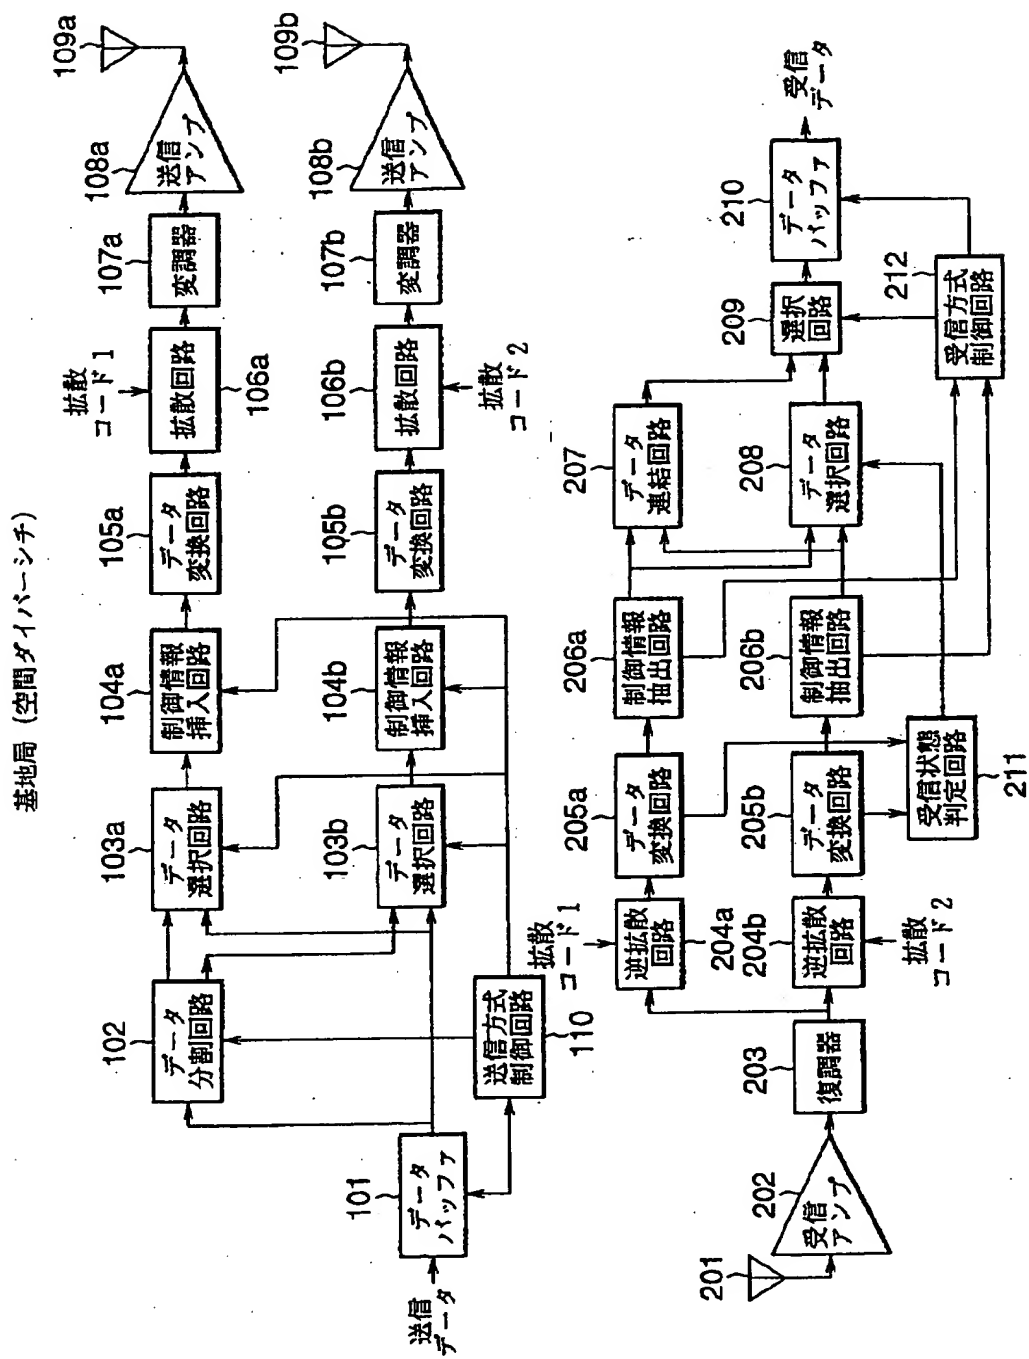 基地局 (空間ダイバーシチ)
送信
データ
101
データ
バッファ
102
データ
分割回路
103a
データ
選択回路
104a
制御情報
挿入回路
105a
データ
変換回路
拡散
コード1
拡散回路
106a
107a
変調器
108a
送信
アンプ
109a
103b
データ
選択回路
104b
制御情報
挿入回路
105b
データ
変換回路
106b
拡散回路
拡散
コード2
107b
変調器
108b
送信
アンプ
109b
送信方式
制御回路
110
201
202
受信
アンプ
203
復調器
拡散
コード1
逆拡散
回路
204a
204b
逆拡散
回路
拡散
コード2
205a
データ
変換回路
205b
データ
変換回路
206a
制御情報
抽出回路
206b
制御情報
抽出回路
207
データ
連結回路
208
データ
選択回路
209
選択
回路
210
データ
バッファ
受信
データ
受信状態
判定回路
211
212
受信方式
制御回路